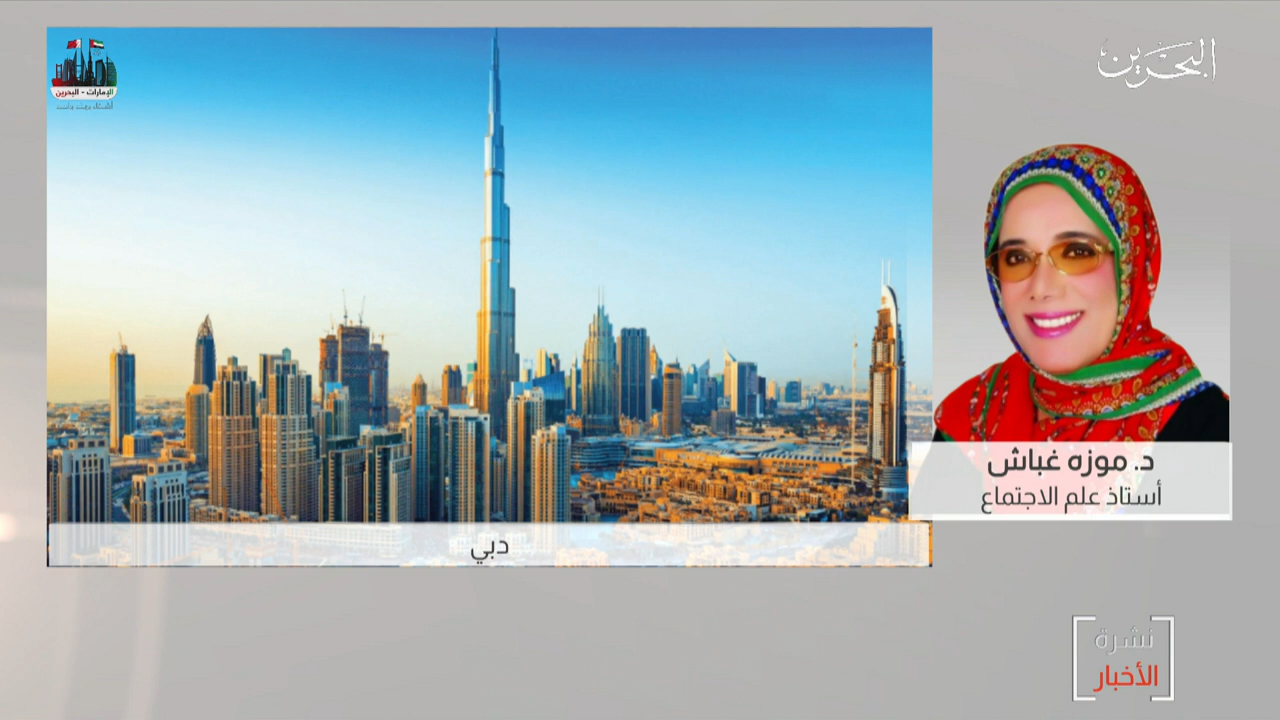 البحرين
الإمارات - البحرين
د. موزه غباش
أستاذ علم الاجتماع
دبي
نشرة
الأخبار